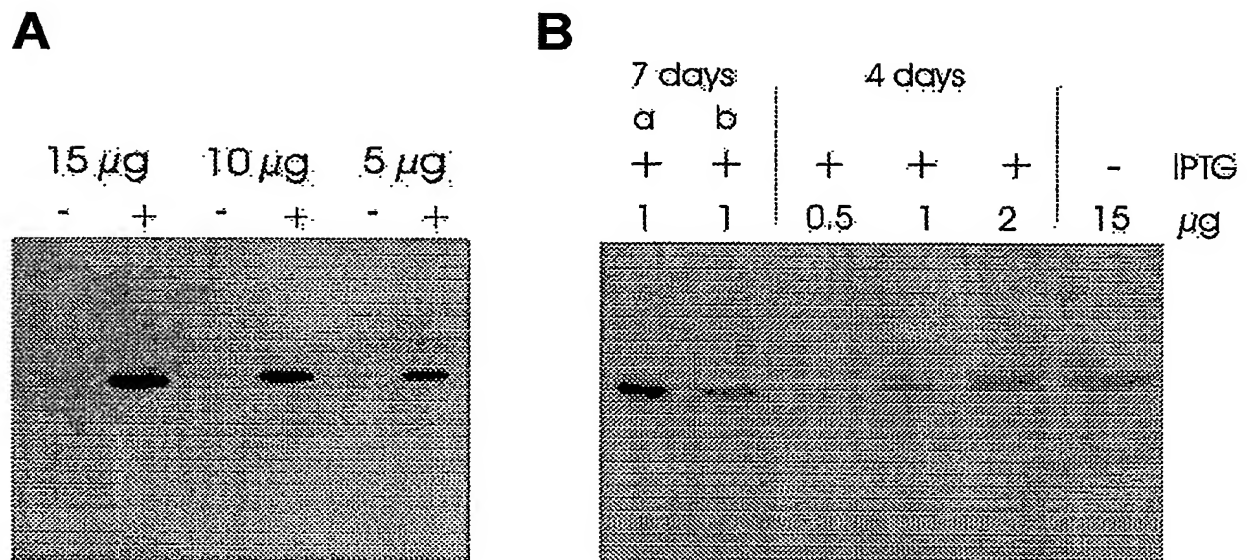 A
15 μg 10 μg 5 μg
- + - + - +
B
7 days 4 days
a b
+ + + + + - IPTG
1 1 0.5 1 2 15 μg